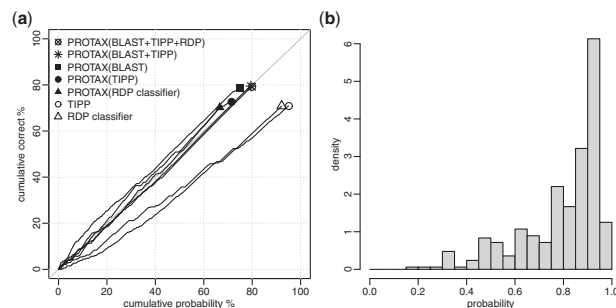 (a)
100
80
60
40
20
0
cumulative correct %
PROTAX(BLAST+TIPP+RDP)
PROTAX(BLAST+TIPP)
PROTAX(BLAST)
PROTAX(TIPP)
PROTAX(RDP classifier)
TIPP
RDP classifier
0 20 40 60 80 100
cumulative probability %
(b)
6
5
4
3
2
1
0
density
0.0 0.2 0.4 0.6 0.8 1.0
probability